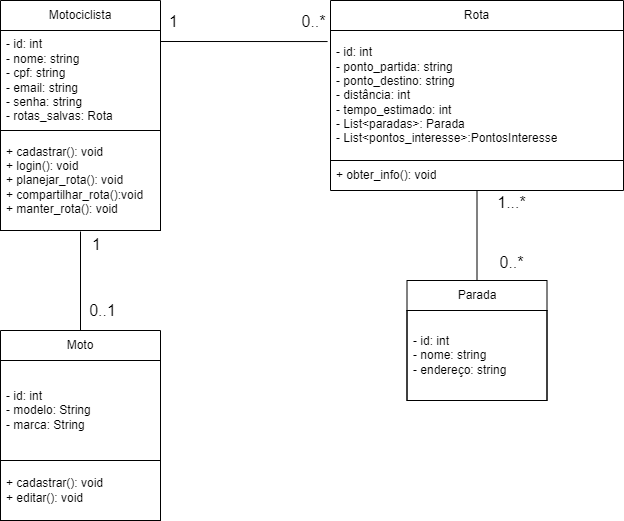 Motociclista
- id: int
- nome: string
- cpf: string
- email: string
- senha: string
- rotas_salvas: Rota
+ cadastrar(): void
+ login(): void
+ planejar_rota(): void
+ compartilhar_rota():void
+ manter_rota(): void
1
0..*
Rota
- id: int
- ponto_partida: string
- ponto_destino: string
- distância: int
- tempo_estimado: int
- List<paradas>: Parada
- List<pontos_interesse>:PontosInteresse
+ obter_info(): void
1
0..1
1...*
0..*
Moto
- id: int
- modelo: String
- marca: String
+ cadastrar(): void
+ editar(): void
Parada
- id: int
- nome: string
- endereço: string